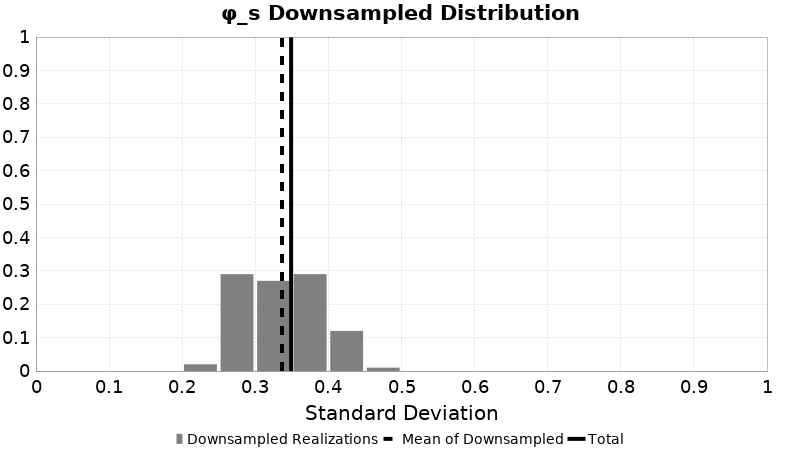 φ_s Downsampled Distribution
1
0.9
0.8
0.7
0.6
0.5
0.4
0.3
0.2
0.1
0
0 0.1 0.2 0.3 0.4 0.5 0.6 0.7 0.8 0.9 1
Standard Deviation
Downsampled Realizations Mean of Downsampled Total